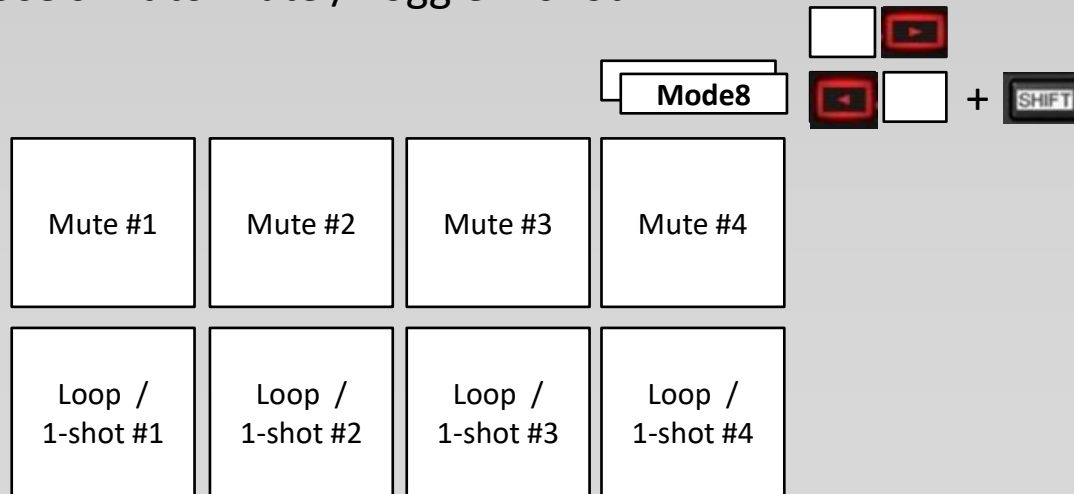 Mode8
+ SHIFT
Mute #1 Mute #2 Mute #3 Mute #4
Loop / Loop / Loop / Loop /
1-shot #1 1-shot #2 1-shot #3 1-shot #4